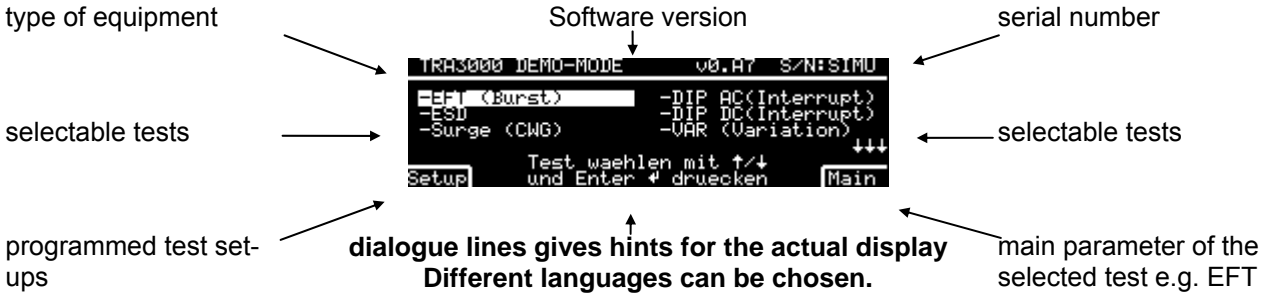 type of equipment Software version serial number
TRA3000 DEMO-MODE v0.A7 S/N:SIMU
-EFT (Burst) -DIP AC(Interrupt)
-ESD -DIP DC(Interrupt)
-Surge (CWG) -VAR (Variation)
selectable tests selectable tests
↓↓↓
Test waehlen mit ↑/↓
Setup und Enter ↲ druecken Main
programmed test set-
ups
dialogue lines gives hints for the actual display
Different languages can be chosen.
main parameter of the
selected test e.g. EFT